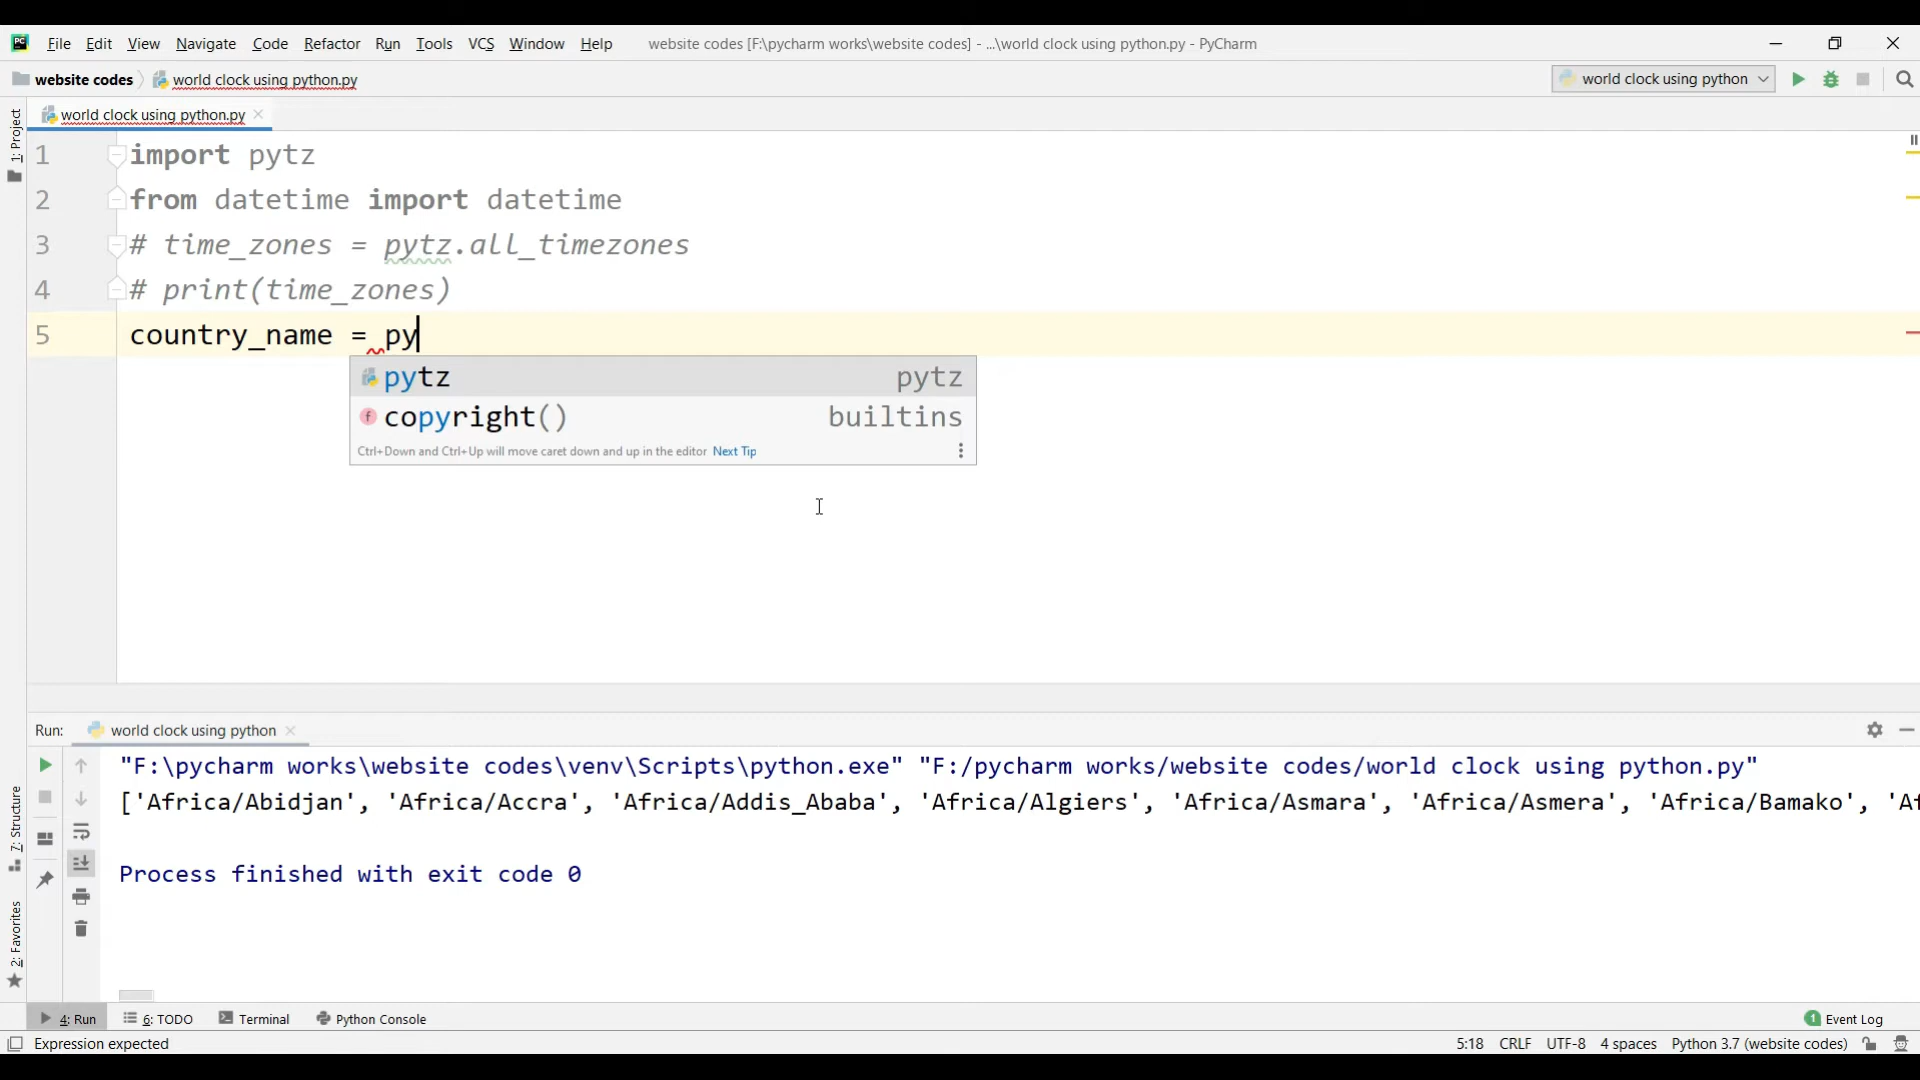 PC File Edit View Navigate Code Refactor Run Tools VCS Window Help website codes [F:\pycharm works\website codes] - ...\world clock using python.py - PyCharm
website codes world clock using python.py world clock using python
1: Project
world clock using python.py
1 import pytz
2 from datetime import datetime
3 # time_zones = pytz.all_timezones
4 # print(time_zones)
5 country_name = py
pytz pytz
f copyright() builtins
Ctrl+Down and Ctrl+Up will move caret down and up in the editor Next Tip
Run: world clock using python
"F:\pycharm works\website codes\venv\Scripts\python.exe" "F:/pycharm works/website codes/world clock using python.py"
['Africa/Abidjan', 'Africa/Accra', 'Africa/Addis_Ababa', 'Africa/Algiers', 'Africa/Asmara', 'Africa/Asmera', 'Africa/Bamako', 'Af
Process finished with exit code 0
7: Structure
2: Favorites
4: Run 6: TODO Terminal Python Console 1 Event Log
Expression expected 5:18 CRLF UTF-8 4 spaces Python 3.7 (website codes)